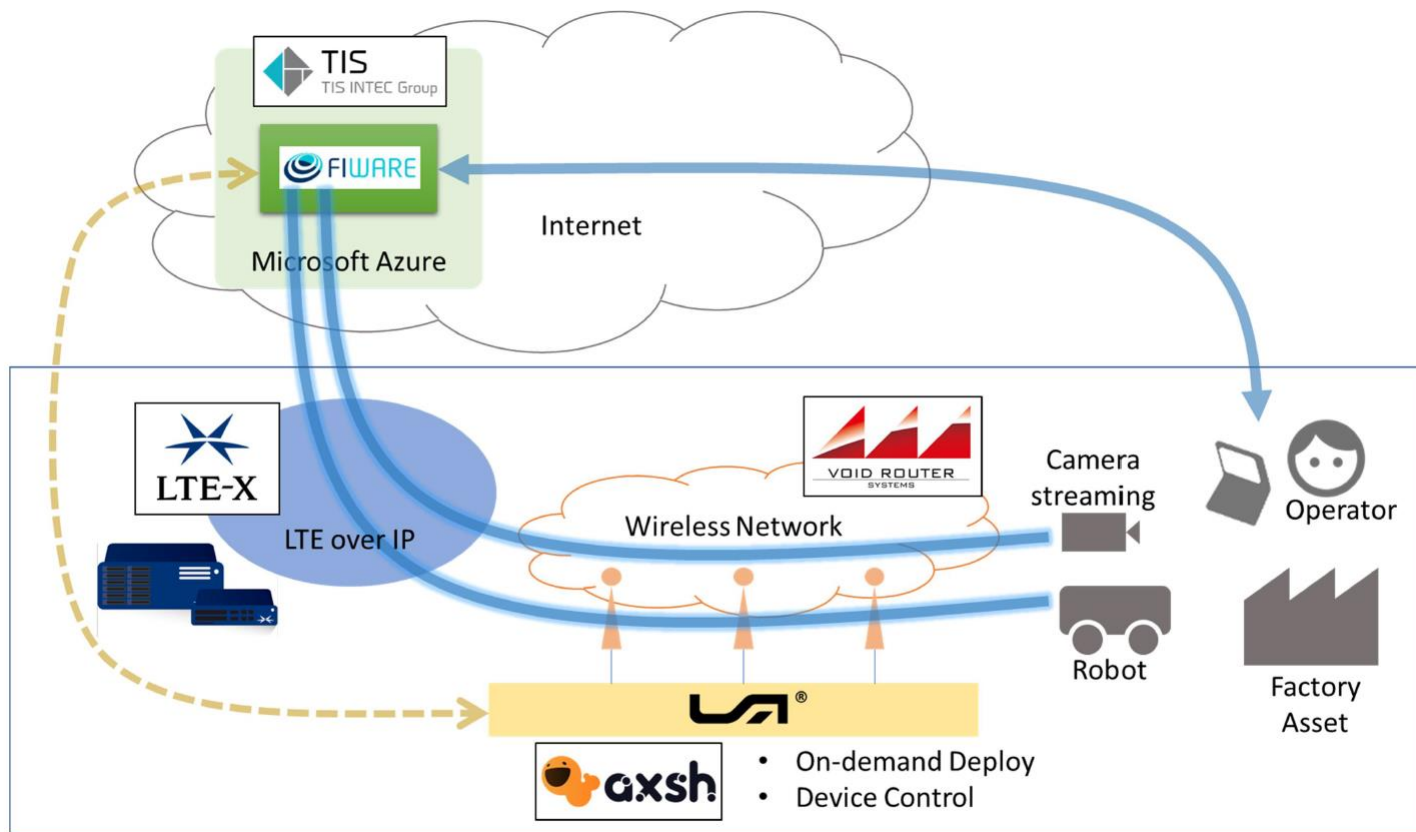 TIS
TIS INTEC Group
FIWARE
Microsoft Azure
Internet
LTE-X
LTE over IP
VOID ROUTER
SYSTEMS
Wireless Network
Camera
streaming
Operator
Robot
Factory
Asset
®
axsh
• On-demand Deploy
• Device Control